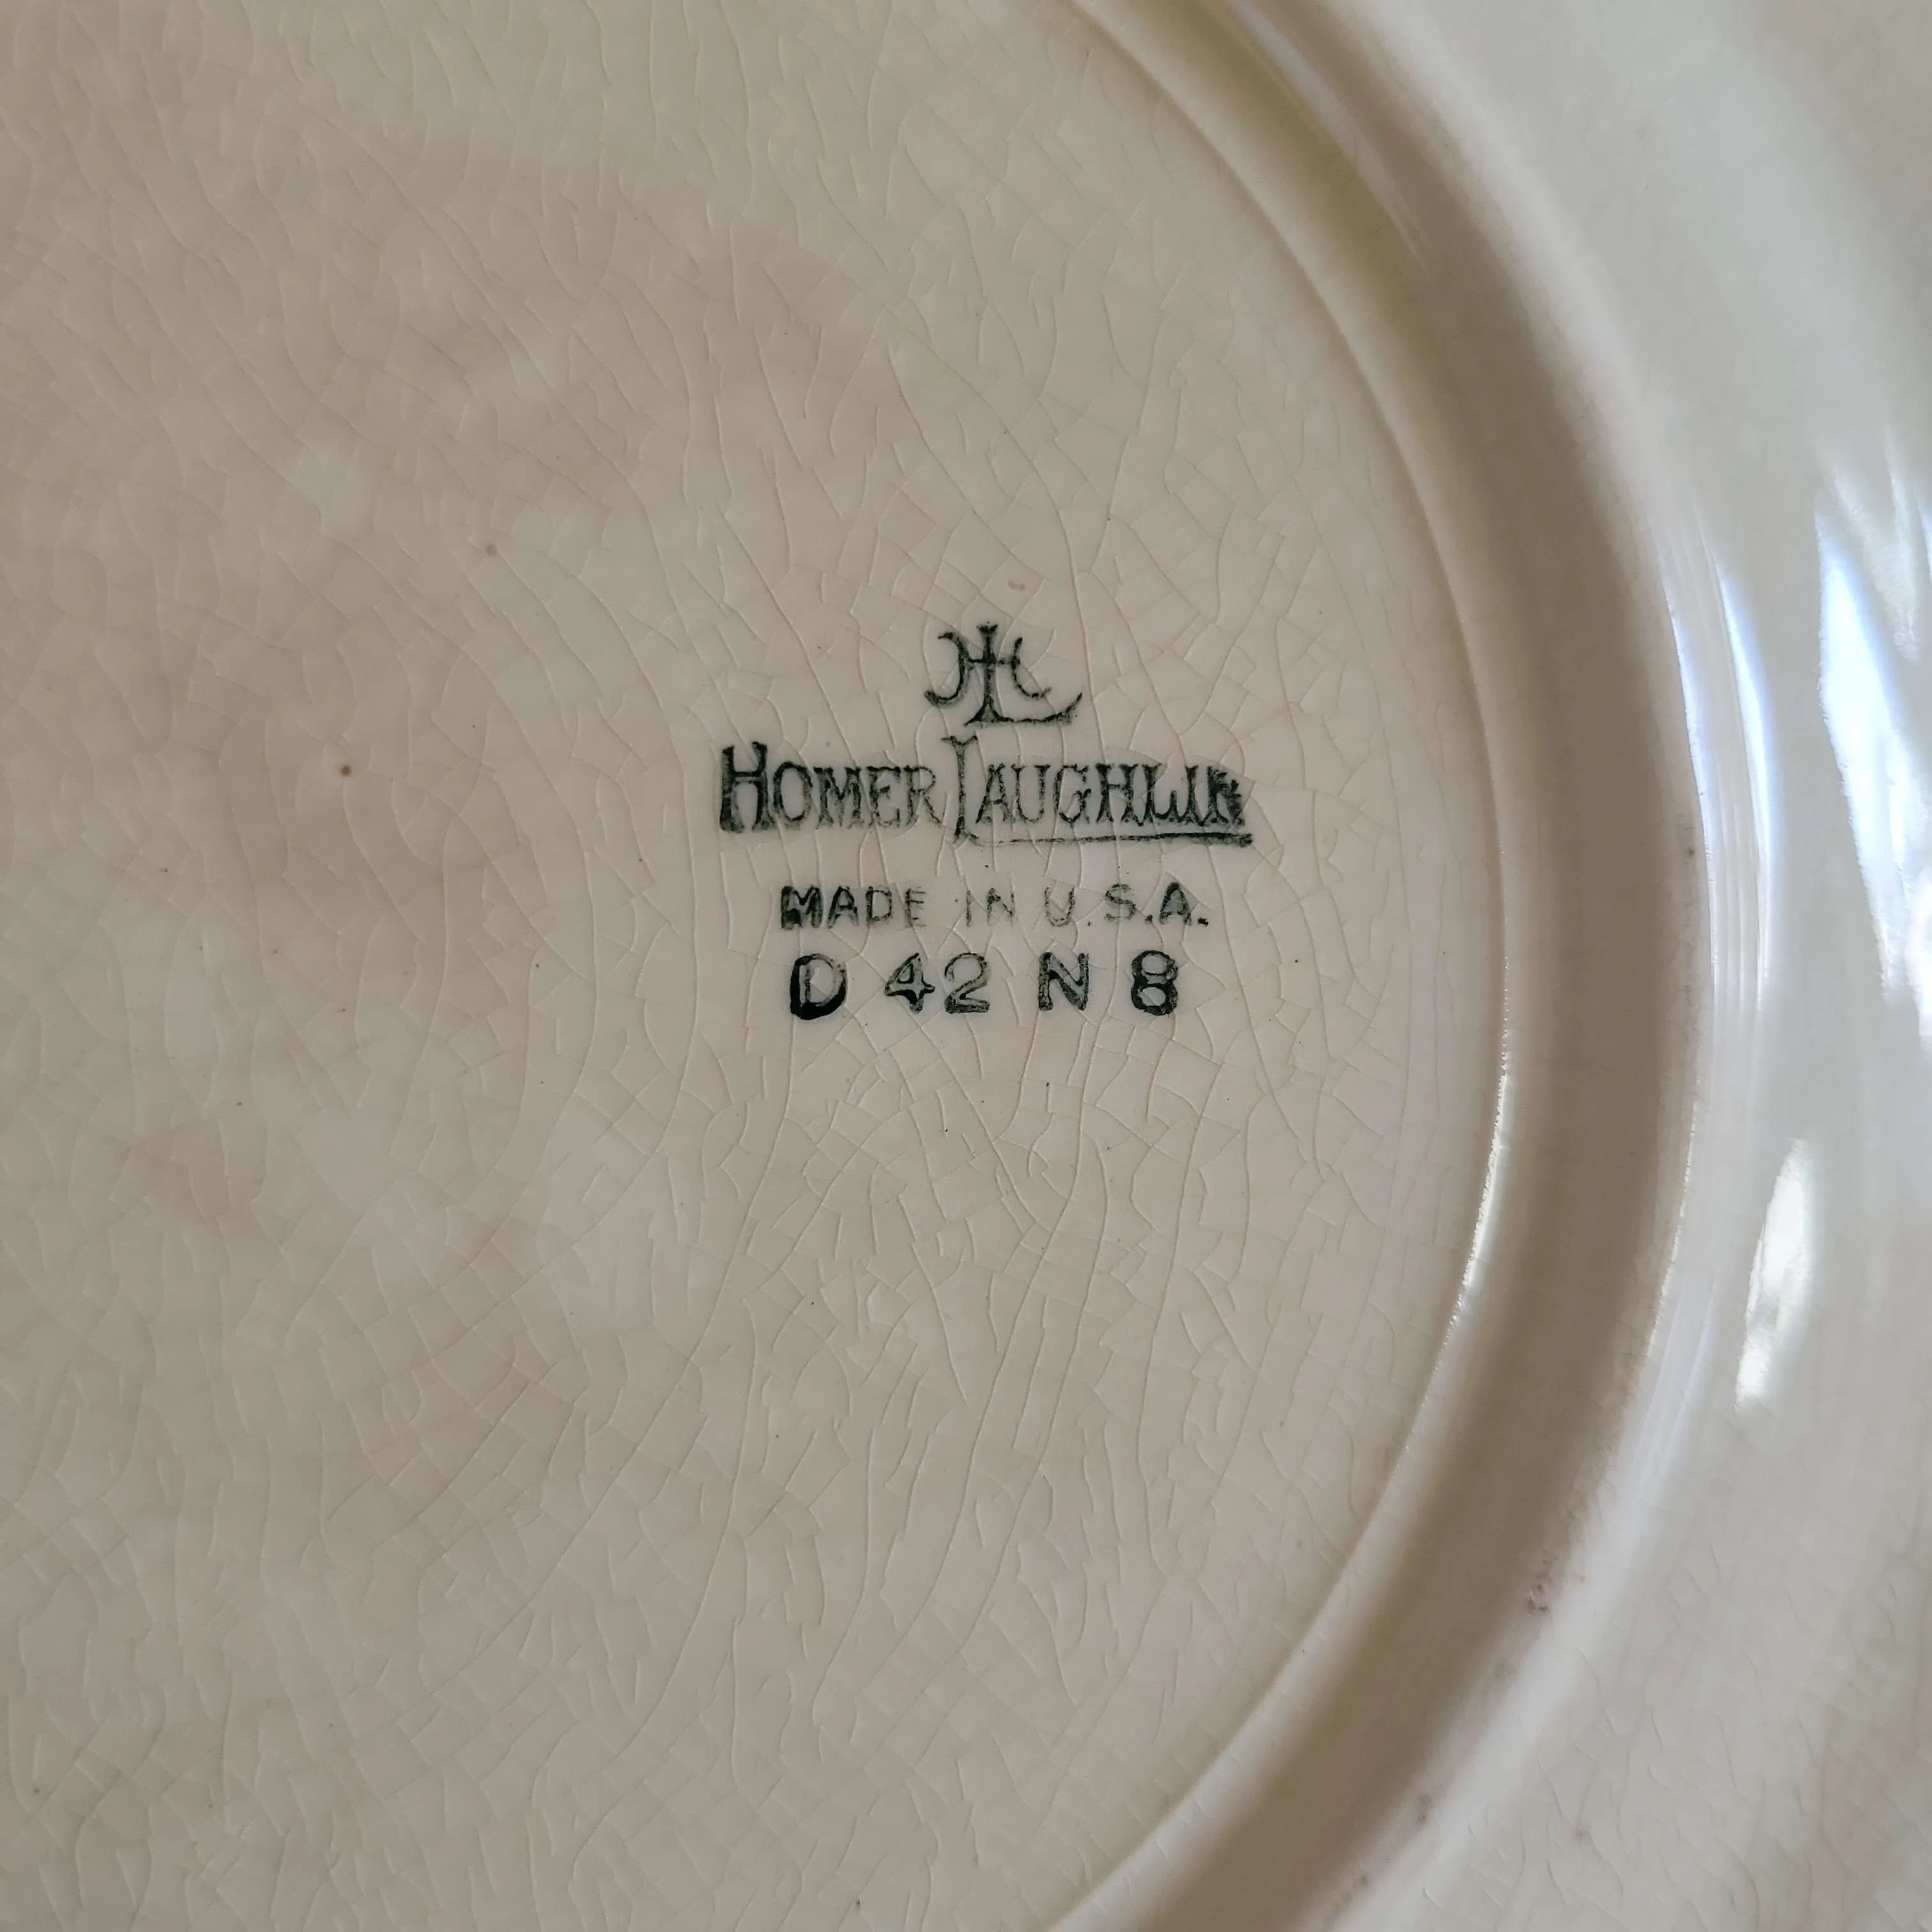 HL
HOMER LAUGHLIN
MADE IN U.S.A.
D 42 N 8